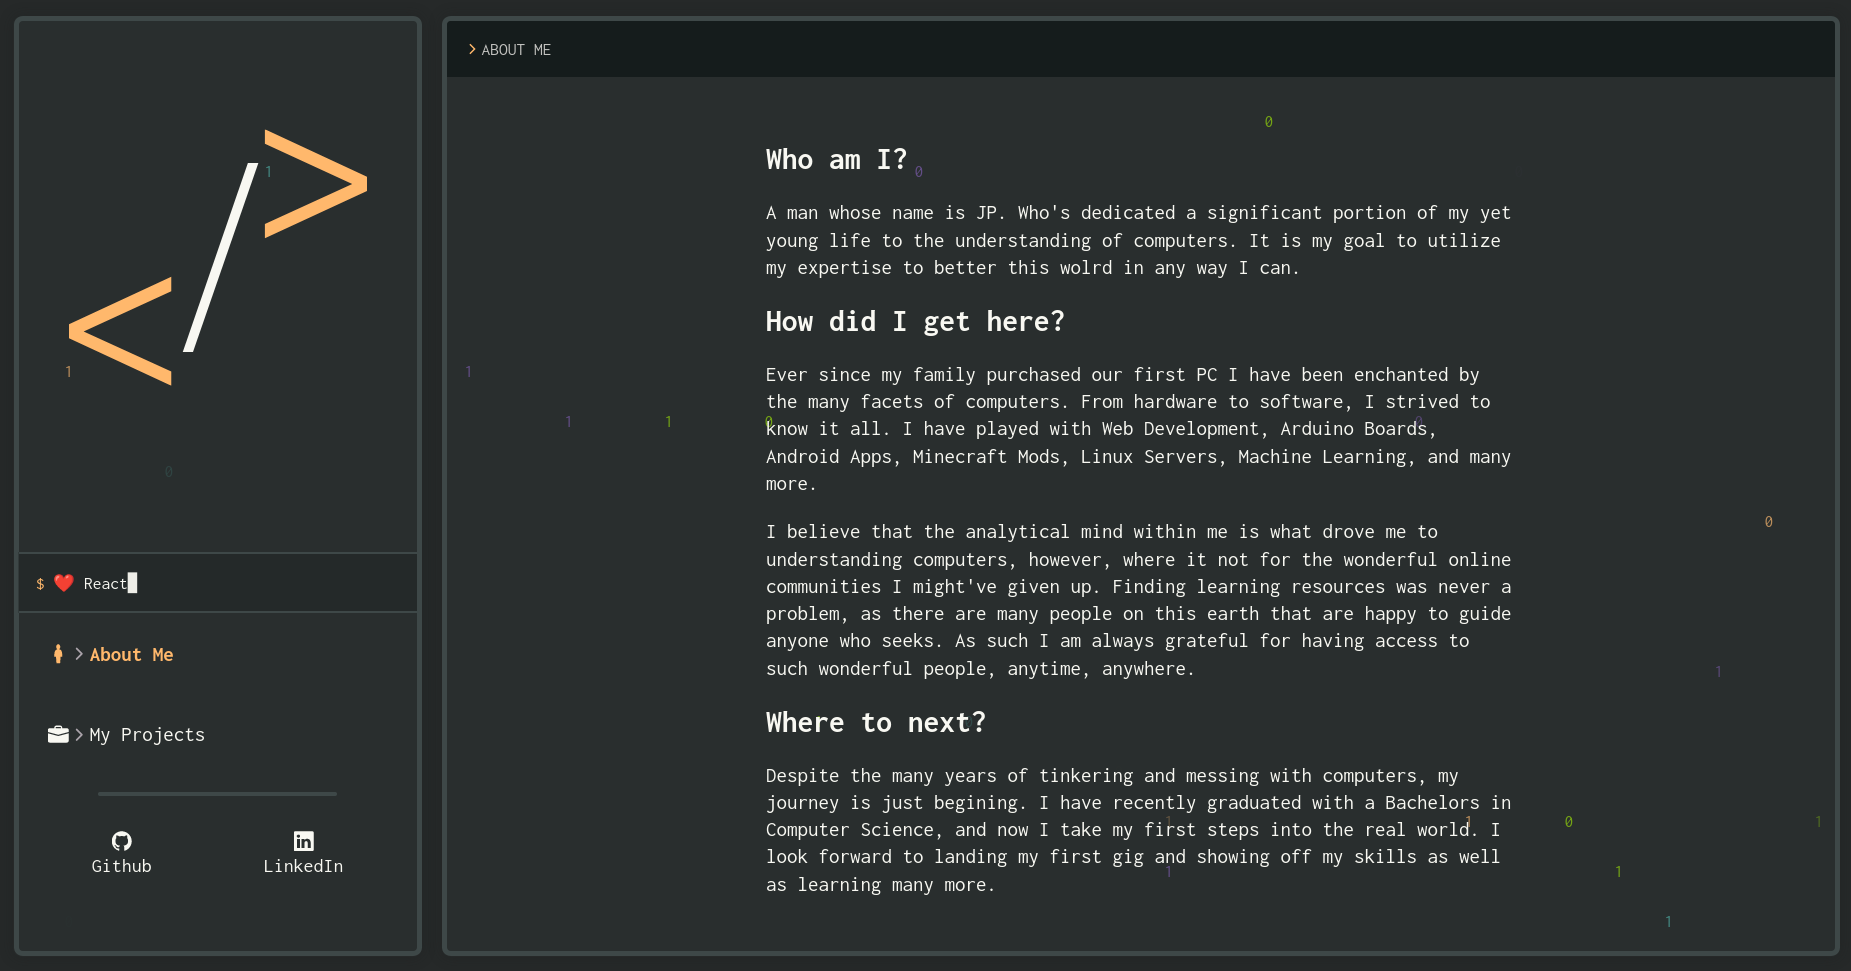 </>
$ ❤️ React
About Me
My Projects
Github
LinkedIn
> ABOUT ME
Who am I?
A man whose name is JP. Who's dedicated a significant portion of my yet
young life to the understanding of computers. It is my goal to utilize
my expertise to better this wolrd in any way I can.
How did I get here?
Ever since my family purchased our first PC I have been enchanted by
the many facets of computers. From hardware to software, I strived to
know it all. I have played with Web Development, Arduino Boards,
Android Apps, Minecraft Mods, Linux Servers, Machine Learning, and many
more.
I believe that the analytical mind within me is what drove me to
understanding computers, however, where it not for the wonderful online
communities I might've given up. Finding learning resources was never a
problem, as there are many people on this earth that are happy to guide
anyone who seeks. As such I am always grateful for having access to
such wonderful people, anytime, anywhere.
Where to next?
Despite the many years of tinkering and messing with computers, my
journey is just begining. I have recently graduated with a Bachelors in
Computer Science, and now I take my first steps into the real world. I
look forward to landing my first gig and showing off my skills as well
as learning many more.